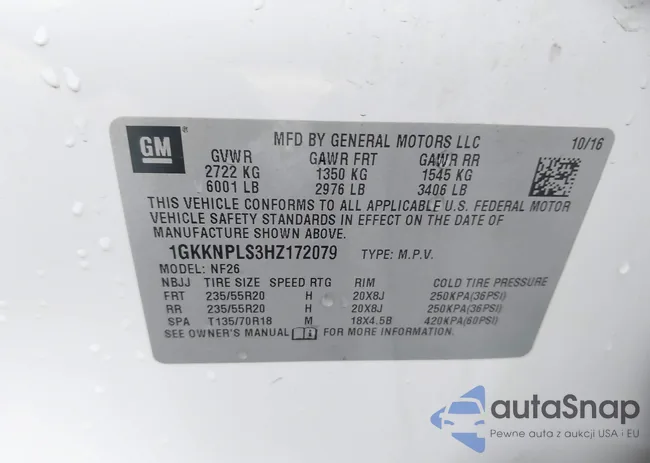 GM ®
MFD BY GENERAL MOTORS LLC 10/16
GVWR GAWR FRT GAWR RR
2722 KG 1350 KG 1545 KG
6001 LB 2976 LB 3406 LB
THIS VEHICLE CONFORMS TO ALL APPLICABLE U.S. FEDERAL MOTOR
VEHICLE SAFETY STANDARDS IN EFFECT ON THE DATE OF
MANUFACTURE SHOWN ABOVE.
1GKKNPLS3HZ172079 TYPE: M.P.V.
MODEL: NF26
NBJJ TIRE SIZE SPEED RTG RIM COLD TIRE PRESSURE
FRT 235/55R20 H 20X8J 250KPA(36PSI)
RR 235/55R20 H 20X8J 250KPA(36PSI)
SPA T135/70R18 M 18X4.5B 420KPA(60PSI)
SEE OWNER'S MANUAL FOR MORE INFORMATION.
autaSnap
Pewne auta z aukcji USA i EU